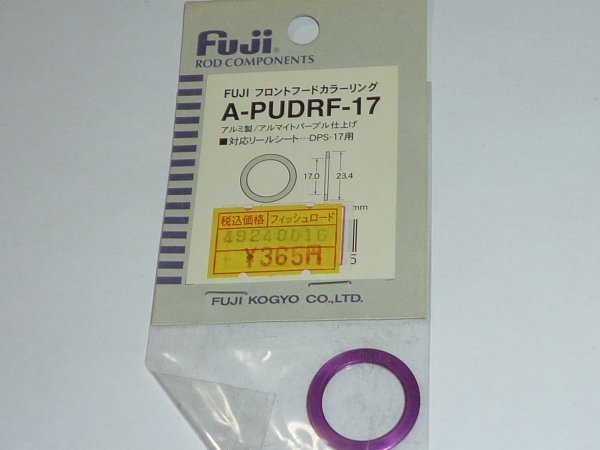 Fuji®
ROD COMPONENTS
FUJI フロントフードカラーリング
A-PUDRF-17
アルミ製/アルマイトパープル仕上げ
■対応リールシート…DPS-17用
17.0 23.4
mm
税込価格 フィッシュロード
49240016
¥365円
5
FUJI KOGYO CO.,LTD.